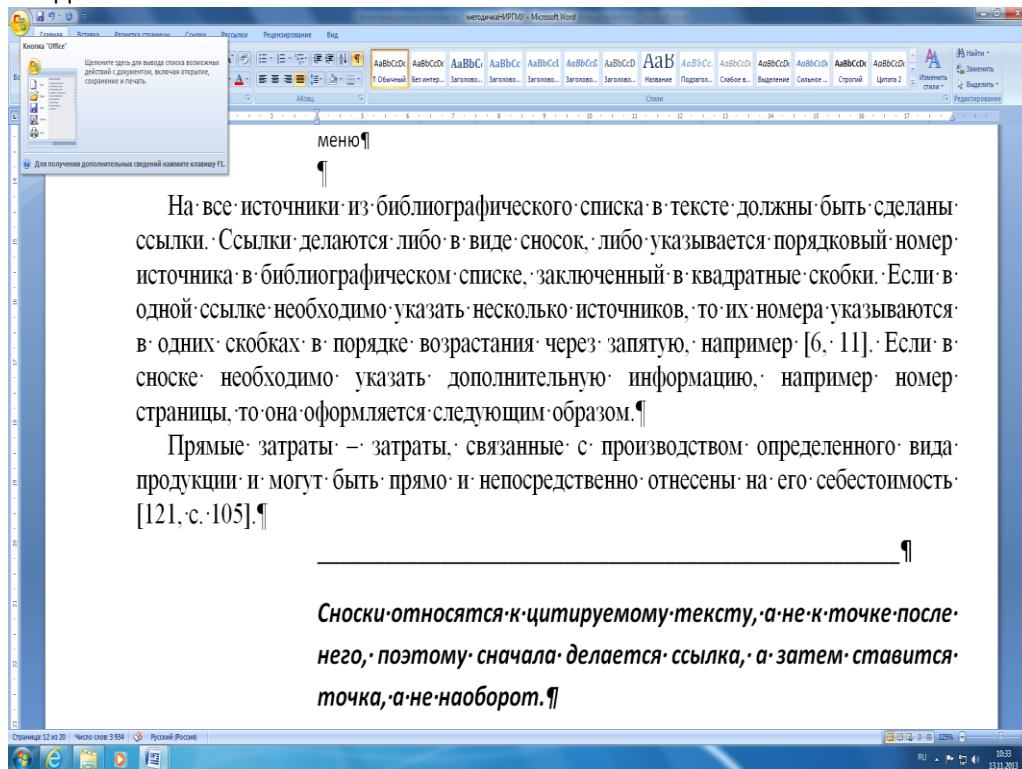 методичкаНИРГМУ - Microsoft Word
Главная Вставка Разметка страницы Ссылки Рассылки Рецензирование Вид
Кнопка "Office"
Щелкните здесь для вывода списка возможных
действий с документом, включая открытие,
сохранение и печать.
Для получения дополнительных сведений нажмите клавишу F1.
AaBbCcDc AaBbCcDc AaBbC AaBbCc AaBbCcI AaBbCcE AaBbCcD АаВ AaBbCc. AaBbCcDc AaBbCcDc AaBbCcDc AaBbCcDc AaBbCcDc
¶ Обычный Без интер... Заголово... Заголово... Заголово... Заголово... Заголово... Название Подзагол... Слабое в... Выделение Сильное ... Строгий Цитата 2
Изменить
стили
Найти
Заменить
Выделить
Абзац Стили Редактирование
меню¶
¶
На все источники из библиографического списка в тексте должны быть сделаны
ссылки. Ссылки делаются либо в виде сносок, либо указывается порядковый номер
источника в библиографическом списке, заключенный в квадратные скобки. Если в
одной ссылке необходимо указать несколько источников, то их номера указываются
в одних скобках в порядке возрастания через запятую, например [6, 11]. Если в
сноске необходимо указать дополнительную информацию, например номер
страницы, то она оформляется следующим образом.¶
Прямые затраты – затраты, связанные с производством определенного вида
продукции и могут быть прямо и непосредственно отнесены на его себестоимость
[121, с. 105].¶
¶
Сноски относятся к цитируемому тексту, а не к точке после
него, поэтому сначала делается ссылка, а затем ставится
точка, а не наоборот.¶
Страница: 12 из 20 Число слов: 3 934 Русский (Россия) 225%
RU 10:33
13.11.2013